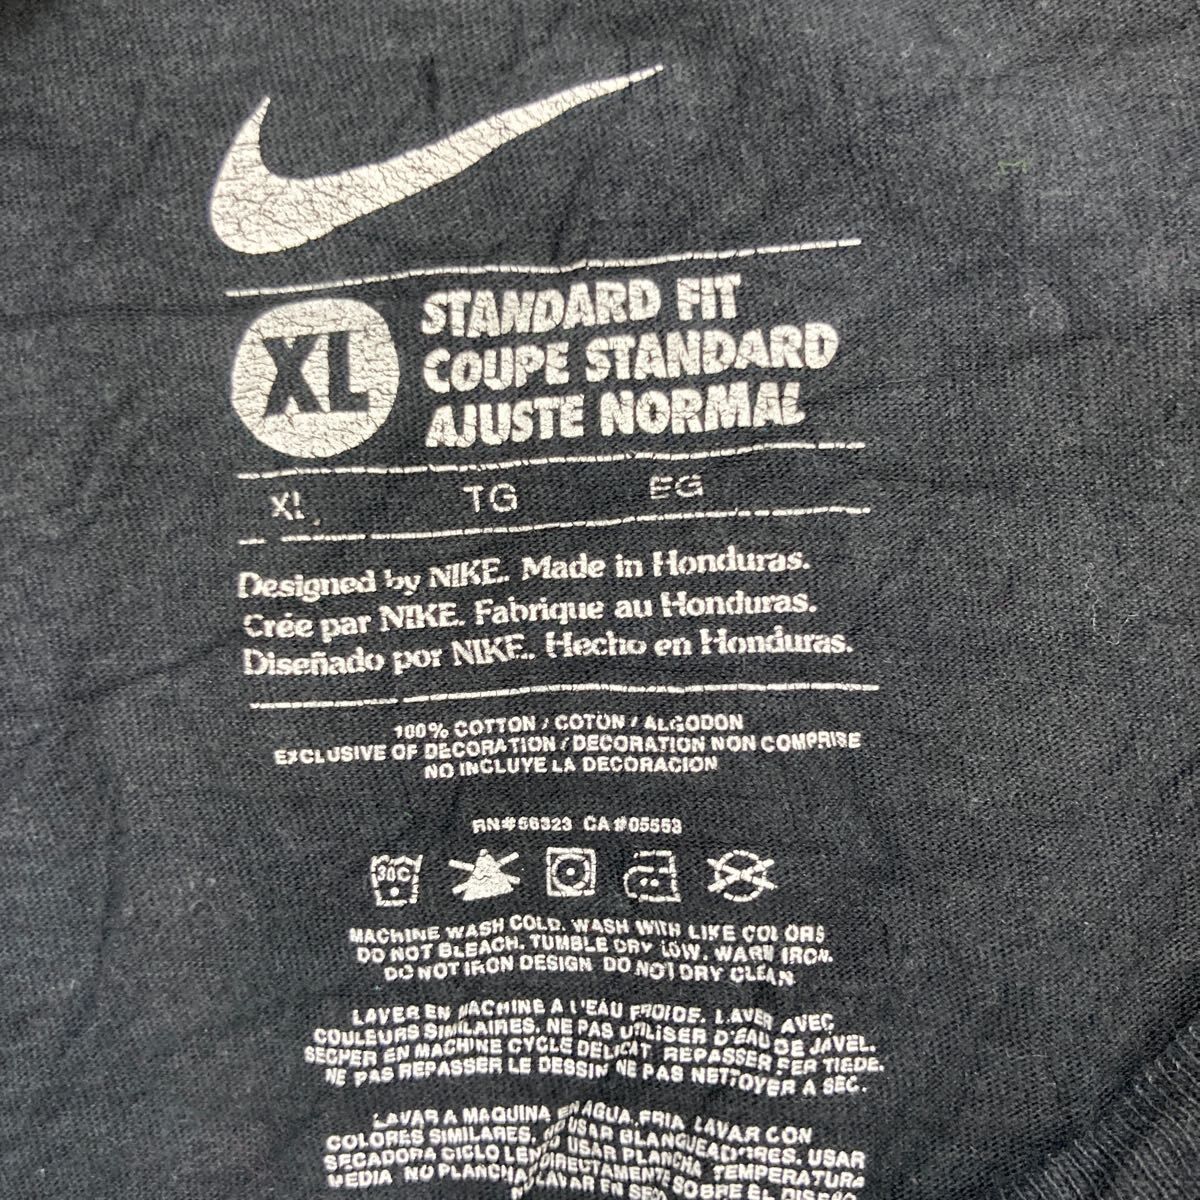 XL
STANDARD FIT
COUPE STANDARD
AJUSTE NORMAL
XL TG EG
Designed by NIKE. Made in Honduras.
Crée par NIKE. Fabrique au Honduras.
Diseñado por NIKE. Hecho en Honduras.
100% COTTON / COTON / ALGODON
EXCLUSIVE OF DECORATION / DECORATION NON COMPRISE
NO INCLUYE LA DECORACION
RN#56323 CA#05553
30C
MACHINE WASH COLD. WASH WITH LIKE COLORS
DO NOT BLEACH. TUMBLE DRY LOW. WARM IRON.
DO NOT IRON DESIGN DO NOT DRY CLEAN
LAVER EN MACHINE A L'EAU FROIDE. LAVER AVEC
COULEURS SIMILAIRES. NE PAS UTILISER D'EAU DE JAVEL.
SECHER EN MACHINE CYCLE DELICAT REPASSER FER TIEDE.
NE PAS REPASSER LE DESSIN NE PAS NETTOYER A SEC.
LAVAR A MAQUINA EN AGUA FRIA LAVAR CON
COLORES SIMILARES. NO USAR BLANQUEADORES. USAR
SECADORA CICLO LENTO USAR PLANCHA TEMPERATURA
MEDIA NO PLANCHAR DIRECTAMENTE SOBRE EL DISEÑO
LAVAR EN SECO